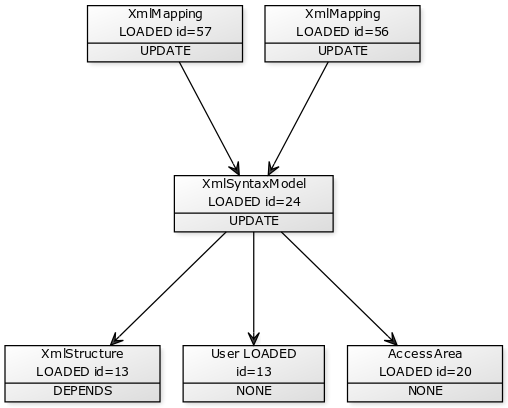 XmlMapping
LOADED id=57
UPDATE
XmlMapping
LOADED id=56
UPDATE
XmlSyntaxModel
LOADED id=24
UPDATE
XmlStructure
LOADED id=13
DEPENDS
User LOADED
id=13
NONE
AccessArea
LOADED id=20
NONE